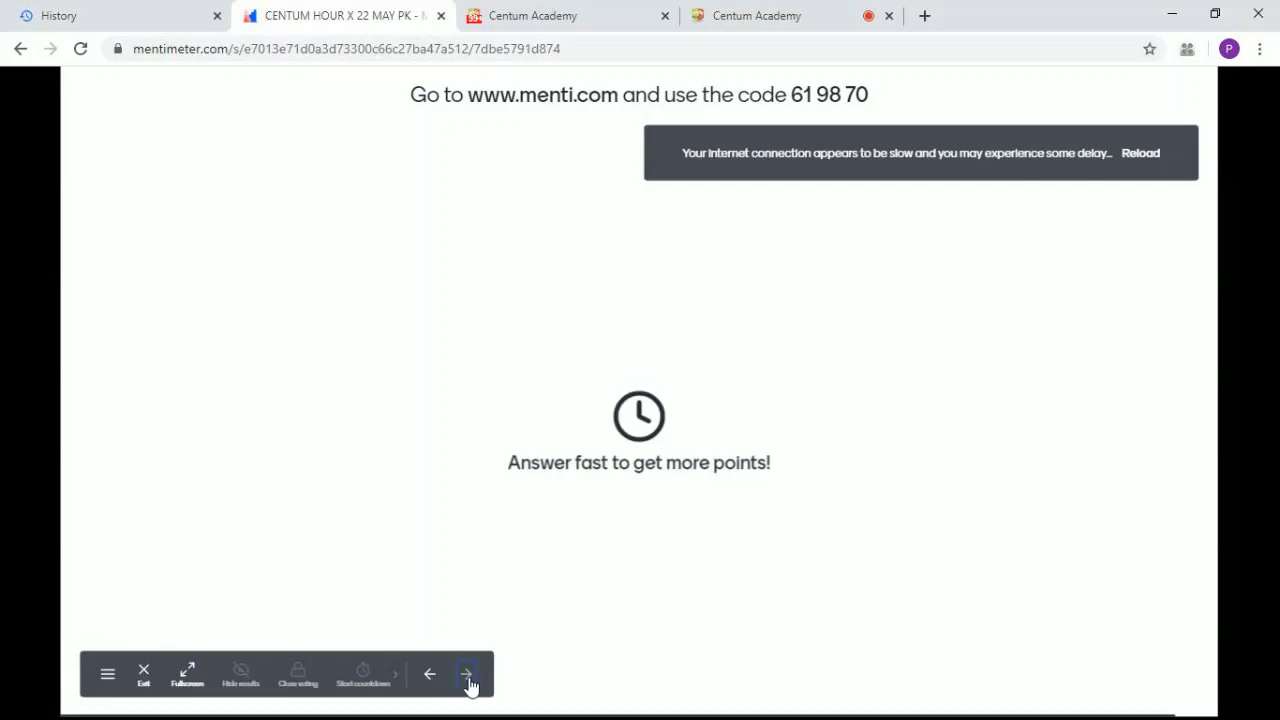 History
CENTUM HOUR X 22 MAY PK - M
99+
Centum Academy
Centum Academy
mentimeter.com/s/e7013e71d0a3d73300c66c27ba47a512/7dbe5791d874
P
Go to www.menti.com and use the code 61 98 70
Your internet connection appears to be slow and you may experience some delay... Reload
Answer fast to get more points!
Exit
Fullscreen
Hide results
Close voting
Start countdown